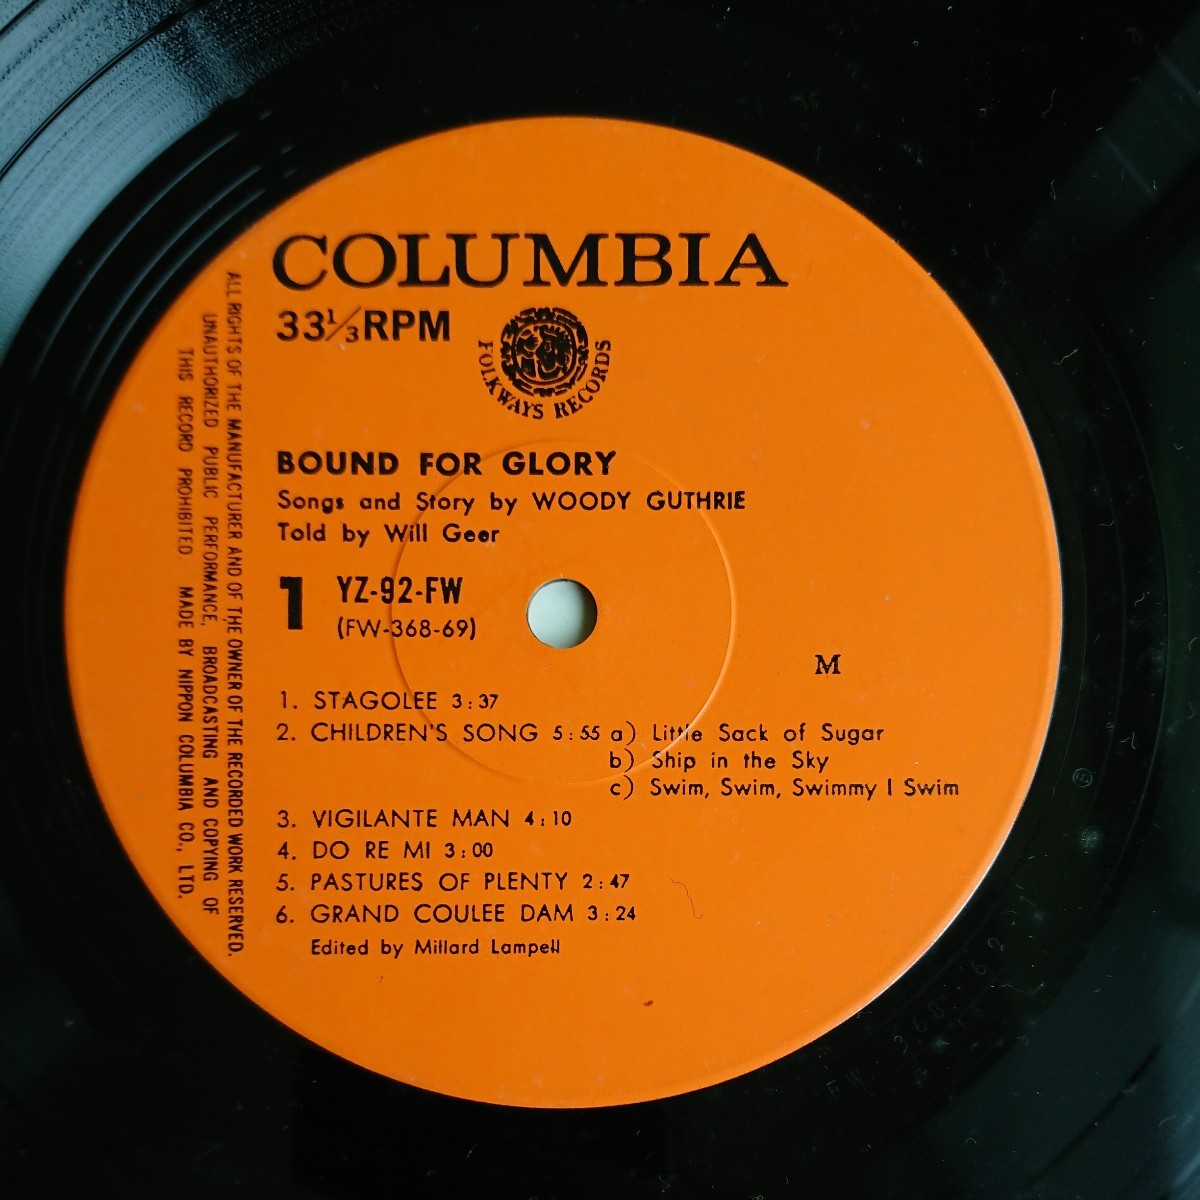 COLUMBIA
33⅓RPM
FOLKWAYS RECORDS
BOUND FOR GLORY
Songs and Story by WOODY GUTHRIE
Told by Will Geer
1 YZ-92-FW
(FW-368-69)
M
1. STAGOLEE 3:37
2. CHILDREN'S SONG 5:55 a) Little Sack of Sugar
b) Ship in the Sky
c) Swim, Swim, Swimmy I Swim
3. VIGILANTE MAN 4:10
4. DO RE MI 3:00
5. PASTURES OF PLENTY 2:47
6. GRAND COULEE DAM 3:24
Edited by Millard Lampell
ALL RIGHTS OF THE MANUFACTURER AND OF THE OWNER OF THE RECORDED WORK RESERVED.
UNAUTHORIZED PUBLIC PERFORMANCE, BROADCASTING AND COPYING OF
THIS RECORD PROHIBITED. MADE BY NIPPON COLUMBIA CO., LTD.